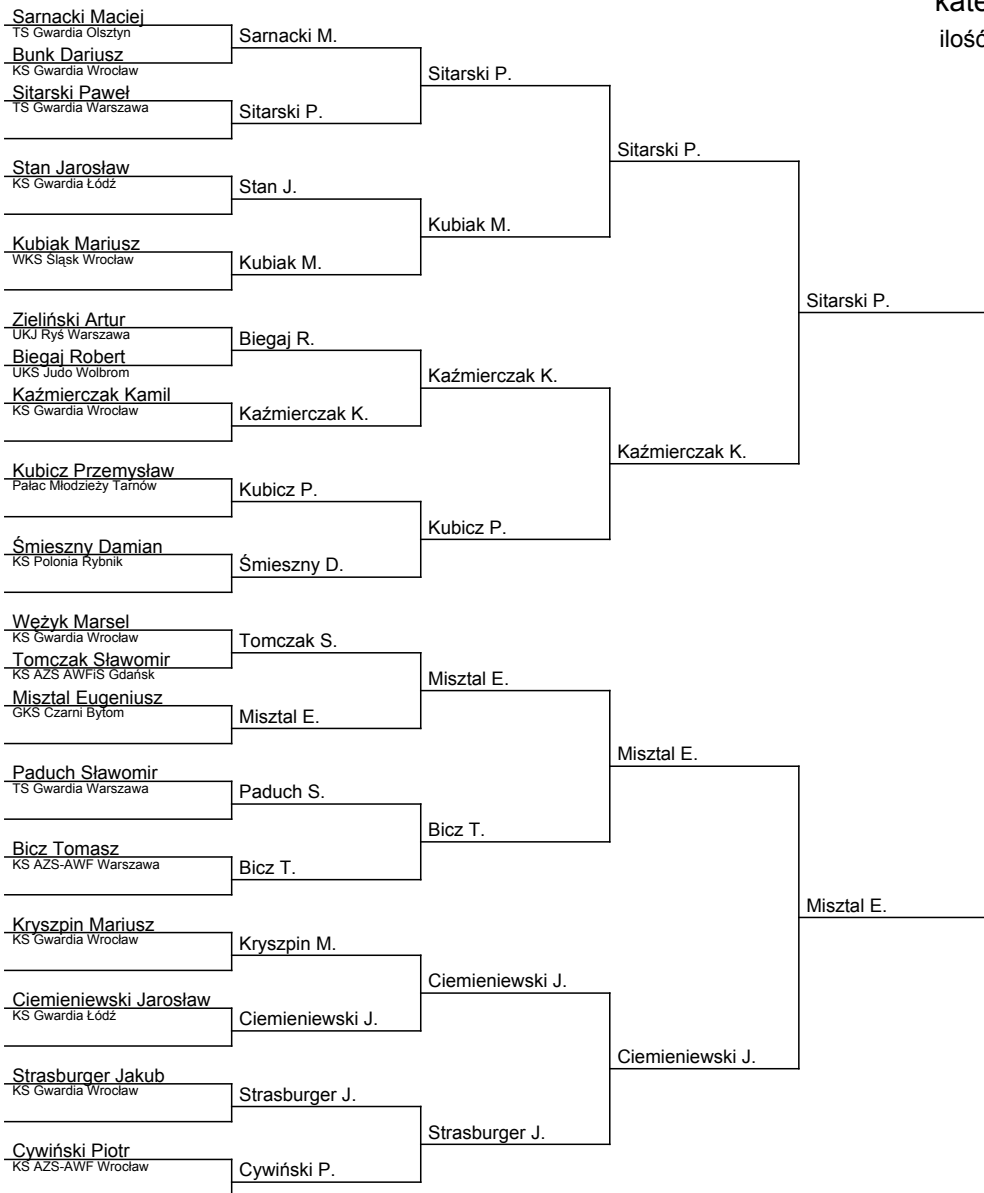 kate
ilość
Sarnacki Maciej
TS Gwardia Olsztyn
Bunk Dariusz
KS Gwardia Wrocław
Sitarski Paweł
TS Gwardia Warszawa
Stan Jarosław
KS Gwardia Łódź
Kubiak Mariusz
WKS Śląsk Wrocław
Zieliński Artur
UKJ Ryś Warszawa
Biegaj Robert
UKS Judo Wolbrom
Kaźmierczak Kamil
KS Gwardia Wrocław
Kubicz Przemysław
Pałac Młodzieży Tarnów
Śmieszny Damian
KS Polonia Rybnik
Wężyk Marsel
KS Gwardia Wrocław
Tomczak Sławomir
KS AZS AWFiS Gdańsk
Misztal Eugeniusz
GKS Czarni Bytom
Paduch Sławomir
TS Gwardia Warszawa
Bicz Tomasz
KS AZS-AWF Warszawa
Kryszpin Mariusz
KS Gwardia Wrocław
Ciemieniewski Jarosław
KS Gwardia Łódź
Strasburger Jakub
KS Gwardia Wrocław
Cywiński Piotr
KS AZS-AWF Wrocław
Sarnacki M.
Sitarski P.
Stan J.
Kubiak M.
Biegaj R.
Kaźmierczak K.
Kubicz P.
Śmieszny D.
Tomczak S.
Misztal E.
Paduch S.
Bicz T.
Kryszpin M.
Ciemieniewski J.
Strasburger J.
Cywiński P.
Sitarski P.
Kubiak M.
Kaźmierczak K.
Kubicz P.
Misztal E.
Bicz T.
Ciemieniewski J.
Strasburger J.
Sitarski P.
Kaźmierczak K.
Misztal E.
Ciemieniewski J.
Sitarski P.
Misztal E.